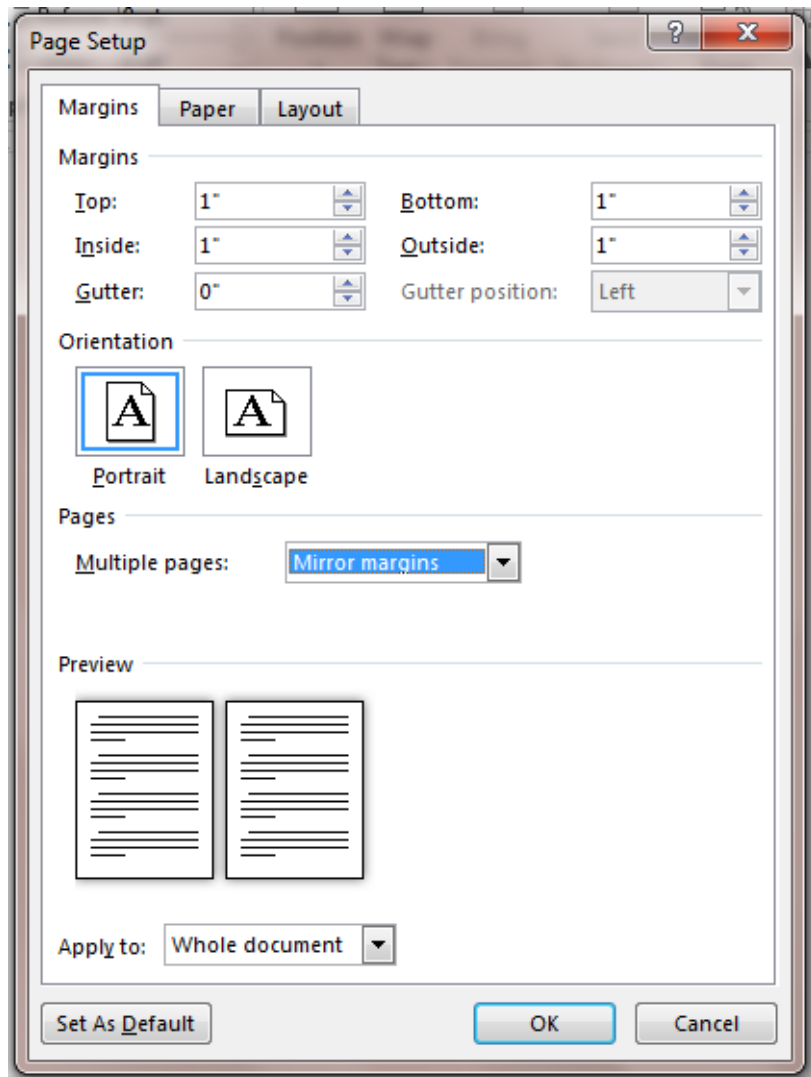 Page Setup
Margins Paper Layout
Margins
Top: 1" Bottom: 1"
Inside: 1" Outside: 1"
Gutter: 0" Gutter position: Left
Orientation
A A
Portrait Landscape
Pages
Multiple pages: Mirror margins
Preview
Apply to: Whole document
Set As Default OK Cancel